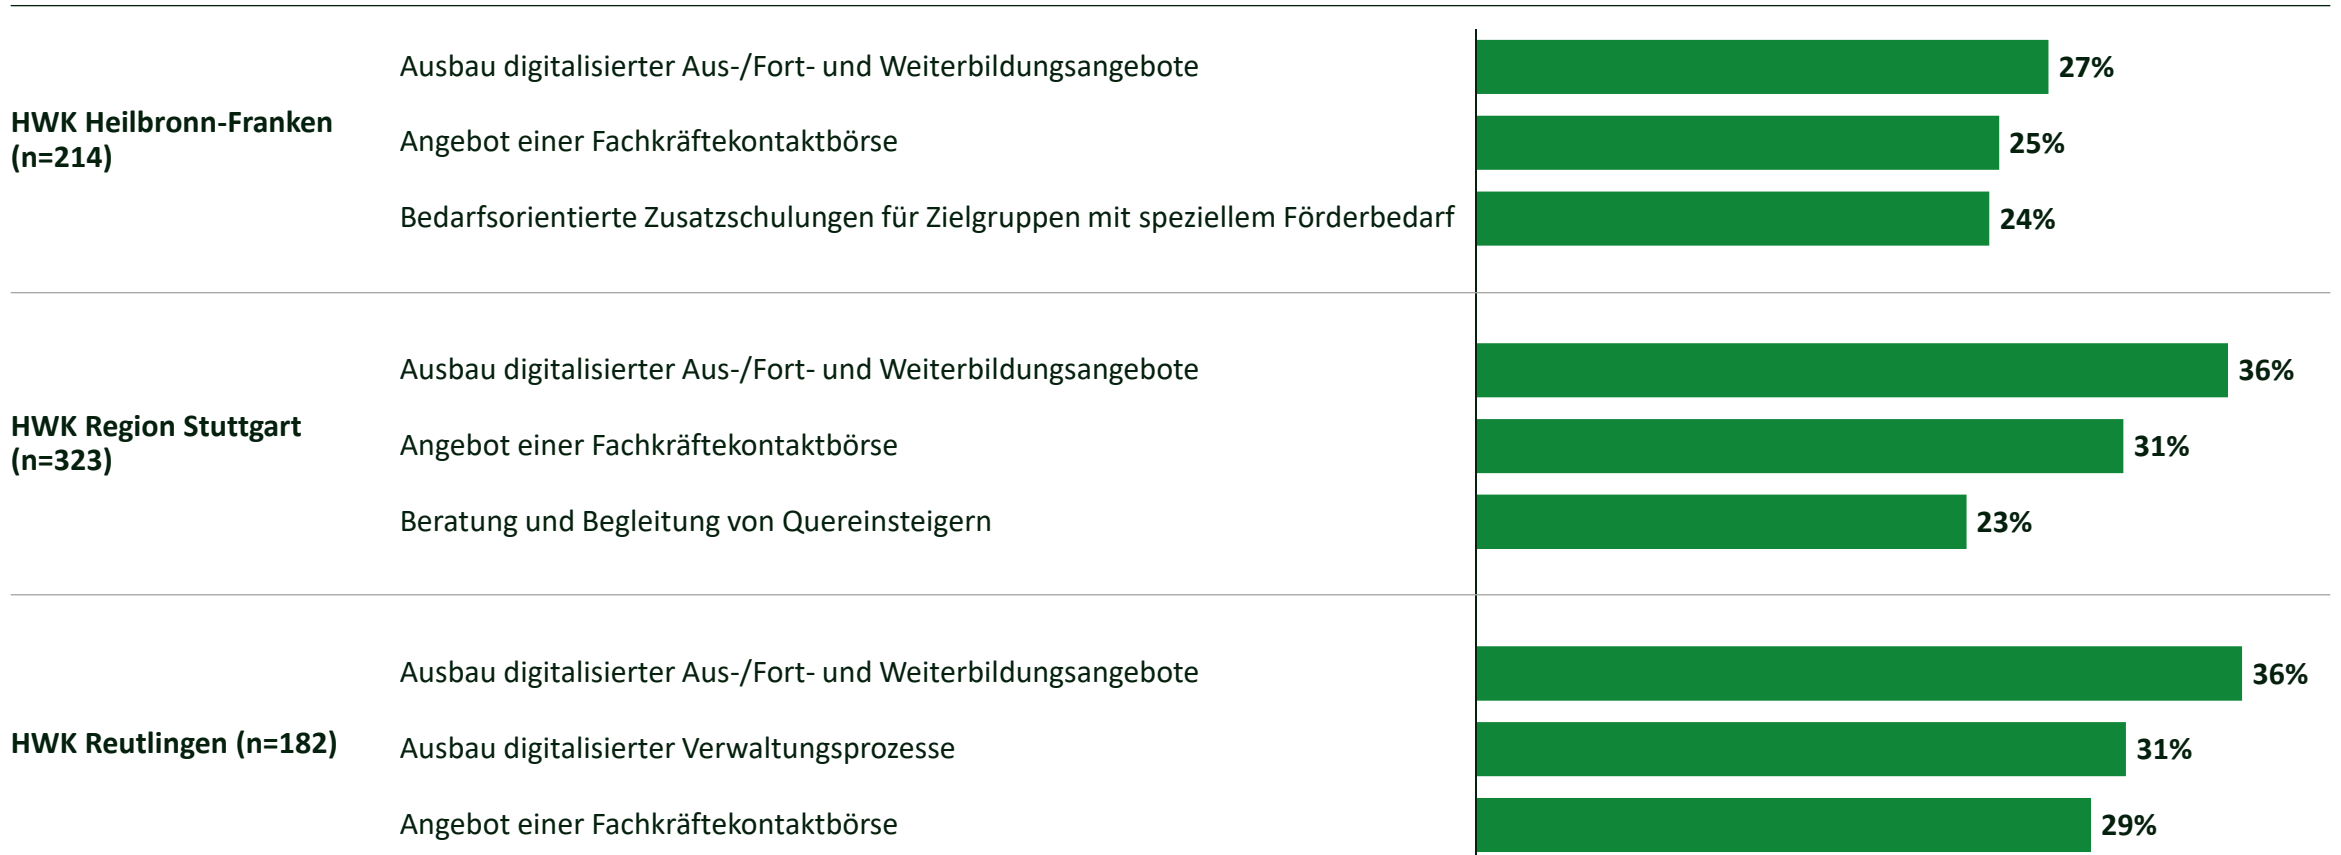 HWK Heilbronn-Franken
(n=214)
Ausbau digitalisierter Aus-/Fort- und Weiterbildungsangebote
27%
Angebot einer Fachkräftekontaktbörse
25%
Bedarfsorientierte Zusatzschulungen für Zielgruppen mit speziellem Förderbedarf
24%
HWK Region Stuttgart
(n=323)
Ausbau digitalisierter Aus-/Fort- und Weiterbildungsangebote
36%
Angebot einer Fachkräftekontaktbörse
31%
Beratung und Begleitung von Quereinsteigern
23%
HWK Reutlingen (n=182)
Ausbau digitalisierter Aus-/Fort- und Weiterbildungsangebote
36%
Ausbau digitalisierter Verwaltungsprozesse
31%
Angebot einer Fachkräftekontaktbörse
29%